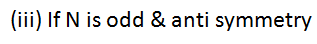 (iii) If N is odd & anti symmetry